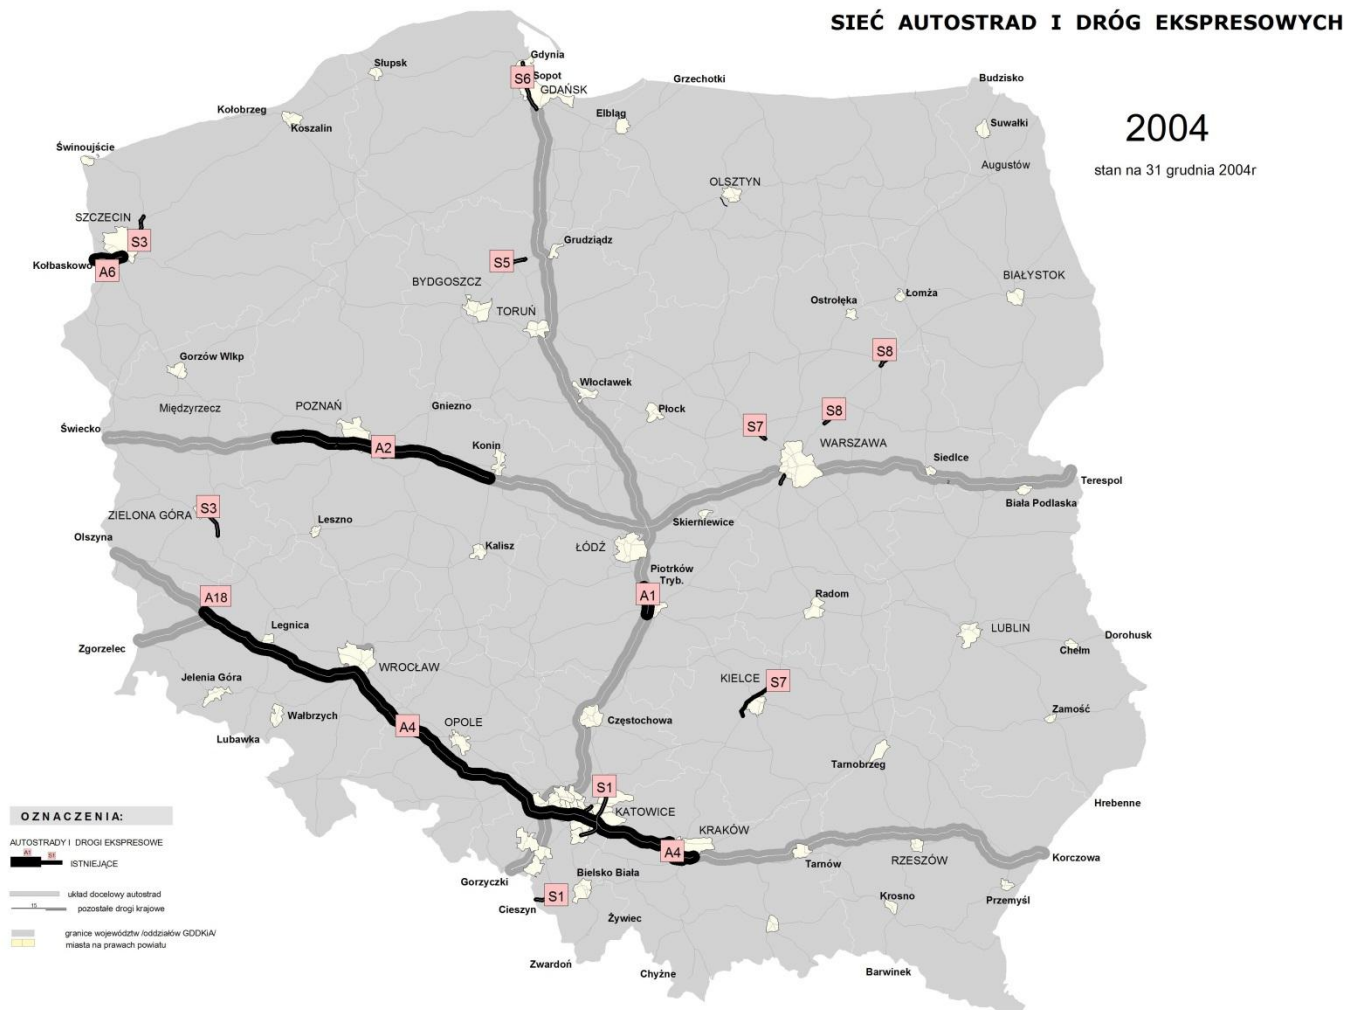 SIEĆ AUTOSTRAD I DRÓG EKSPRESOWYCH
2004
stan na 31 grudnia 2004r
Gdynia
S6
Sopot
GDAŃSK
Słupsk
Grzechotki
Budzisko
Kołobrzeg
Koszalin
Elbląg
Suwałki
Świnoujście
Augustów
OLSZTYN
SZCZECIN
S3
Grudziądz
Kołbaskowo
A6
S5
BIAŁYSTOK
BYDGOSZCZ
TORUŃ
Ostrołęka
Łomża
S8
Gorzów Wlkp
Włocławek
Międzyrzecz
POZNAŃ
Gniezno
Płock
S8
Świecko
A2
Konin
S7
WARSZAWA
Siedlce
Terespol
Biała Podlaska
S3
ZIELONA GÓRA
Leszno
Skierniewice
Olszyna
Kalisz
ŁÓDŹ
Piotrków
Tryb.
A18
A1
Radom
Legnica
LUBLIN
Dorohusk
Chełm
Zgorzelec
WROCŁAW
Jelenia Góra
KIELCE
S7
Wałbrzych
Zamość
Lubawka
A4
OPOLE
Częstochowa
Tarnobrzeg
S1
Hrebenne
KATOWICE
KRAKÓW
A4
Tarnów
RZESZÓW
Korczowa
Gorzyczki
Bielsko Biała
S1
Cieszyn
Krosno
Przemyśl
Żywiec
Zwardoń
Chyżne
Barwinek
OZNACZENIA:
AUTOSTRADY I DROGI EKSPRESOWE
A1
S1
ISTNIEJĄCE
układ docelowy autostrad
15
pozostałe drogi krajowe
granice województw /oddziałów GDDKiA/
miasta na prawach powiatu